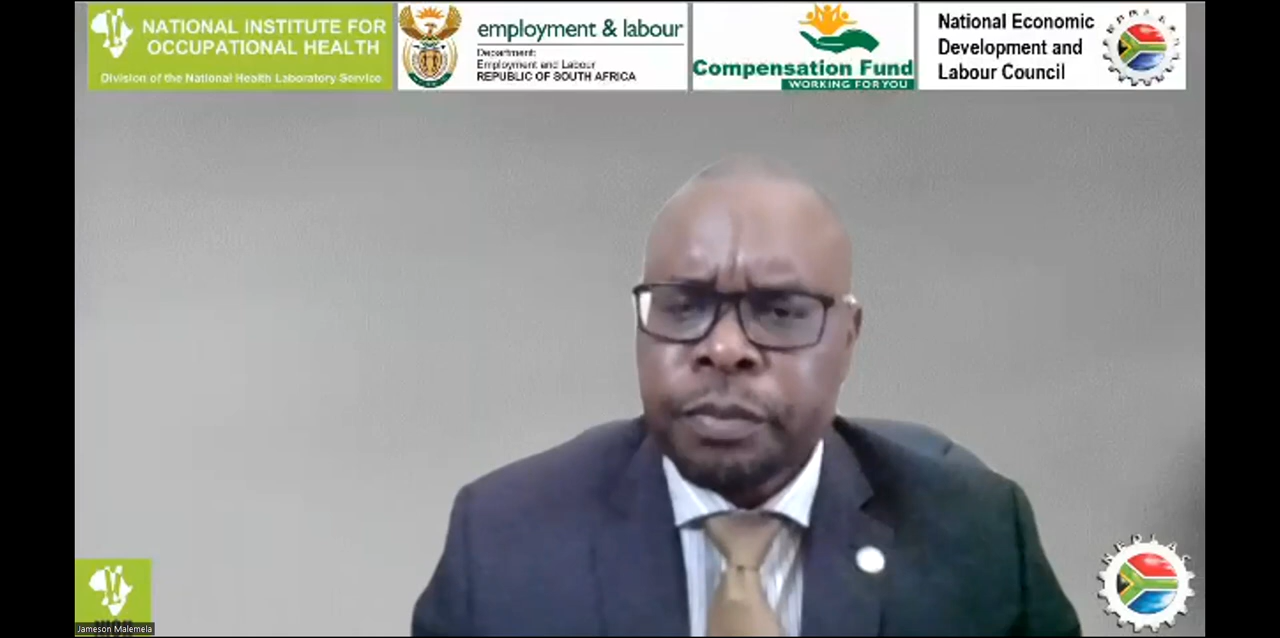 NATIONAL INSTITUTE FOR
OCCUPATIONAL HEALTH
Division of the National Health Laboratory Service
employment & labour
Department:
Employment and Labour
REPUBLIC OF SOUTH AFRICA
Compensation Fund
WORKING FOR YOU
National Economic
Development and
Labour Council
NEDLAC
Jameson Malemela